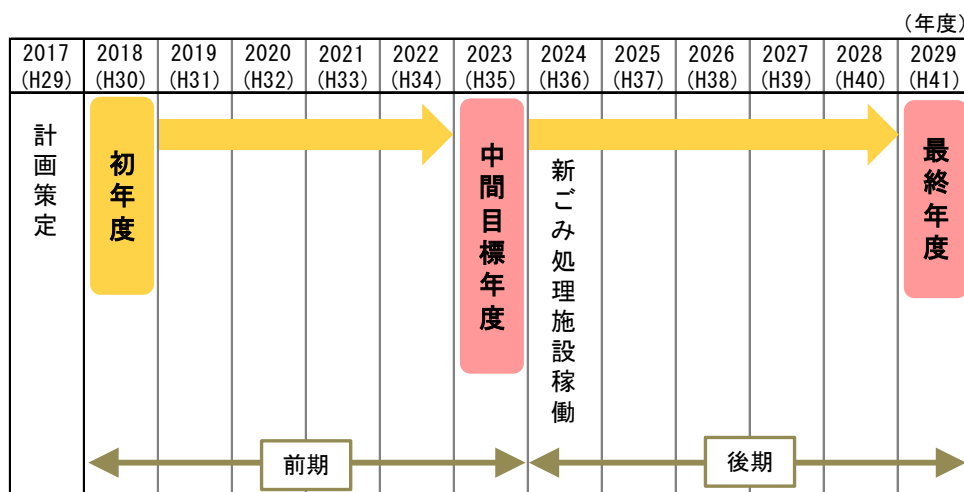 （年度）
2017 2018 2019 2020 2021 2022 2023 2024 2025 2026 2027 2028 2029
(H29) (H30) (H31) (H32) (H33) (H34) (H35) (H36) (H37) (H38) (H39) (H40) (H41)
計画策定
初年度
中間目標年度
新ごみ処理施設稼働
最終年度
前期
後期